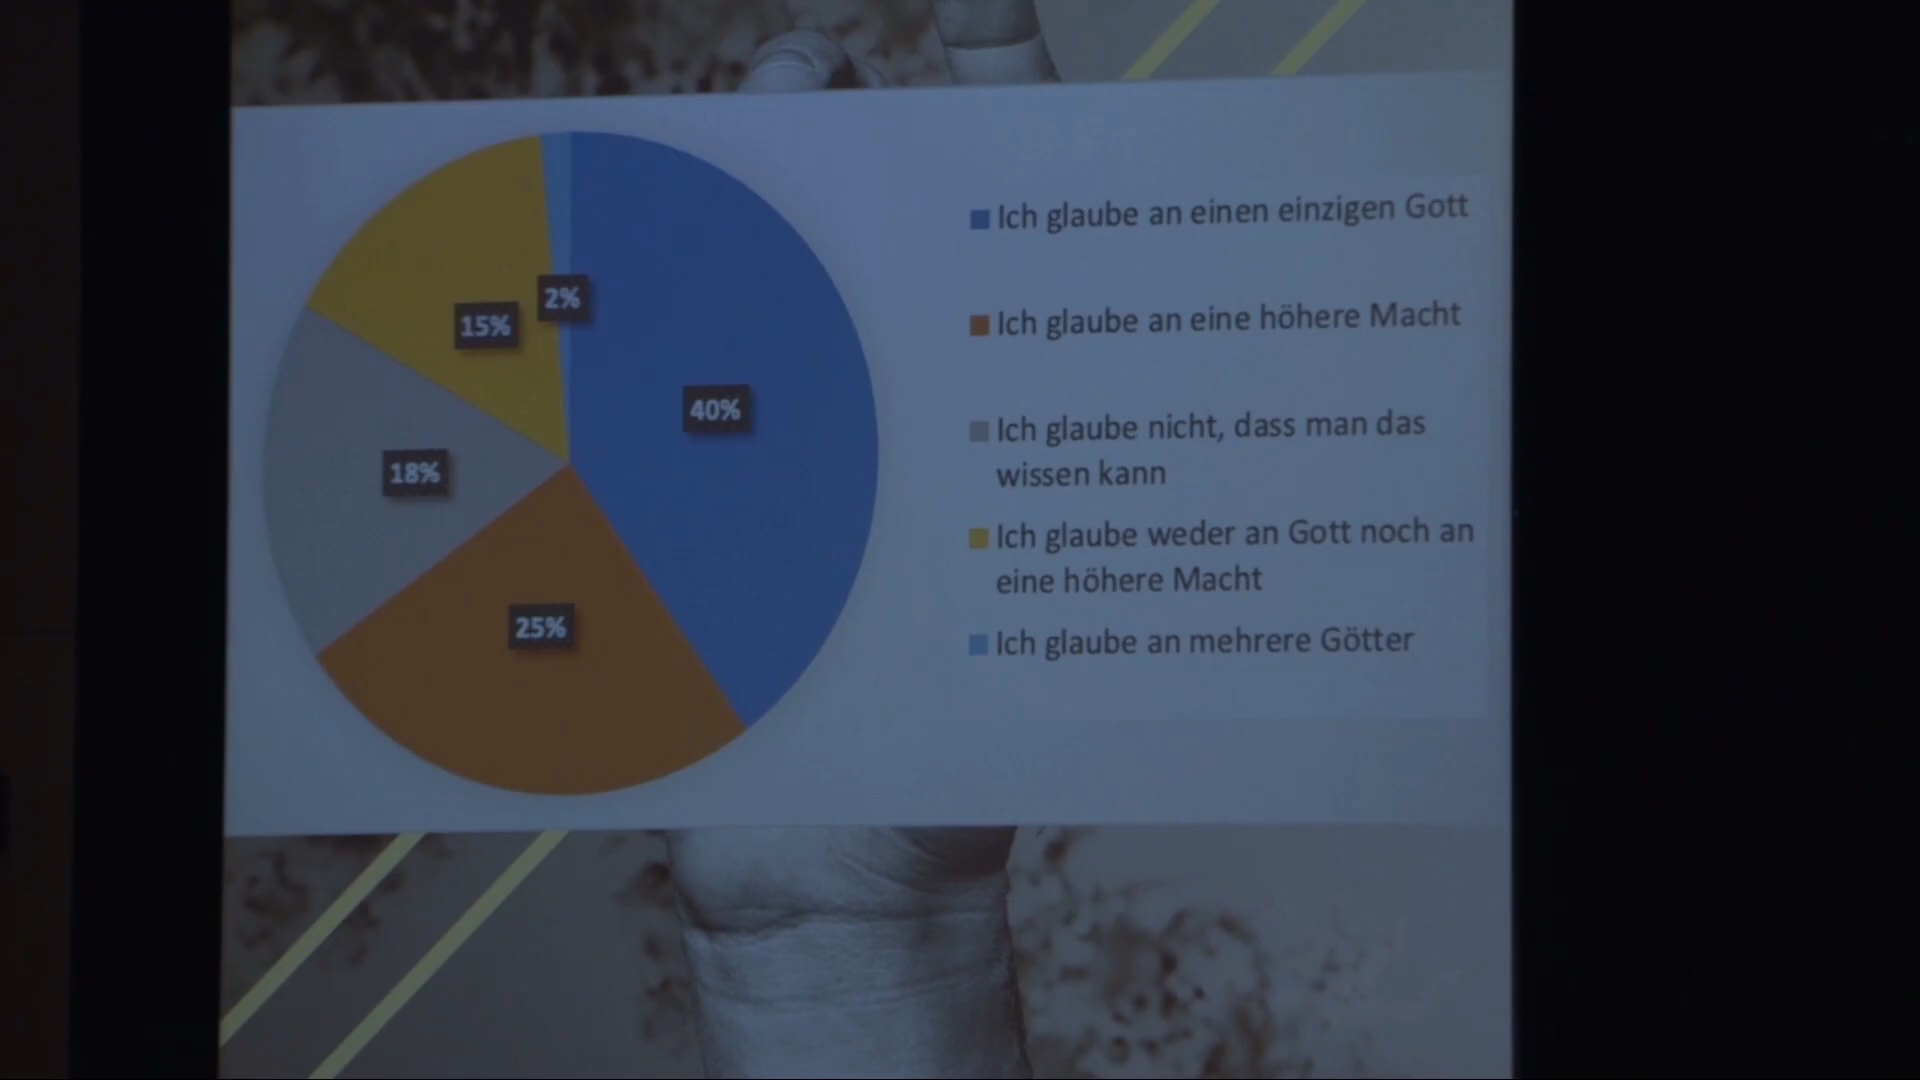 2%
15%
40%
18%
25%
Ich glaube an einen einzigen Gott
Ich glaube an eine höhere Macht
Ich glaube nicht, dass man das
wissen kann
Ich glaube weder an Gott noch an
eine höhere Macht
Ich glaube an mehrere Götter